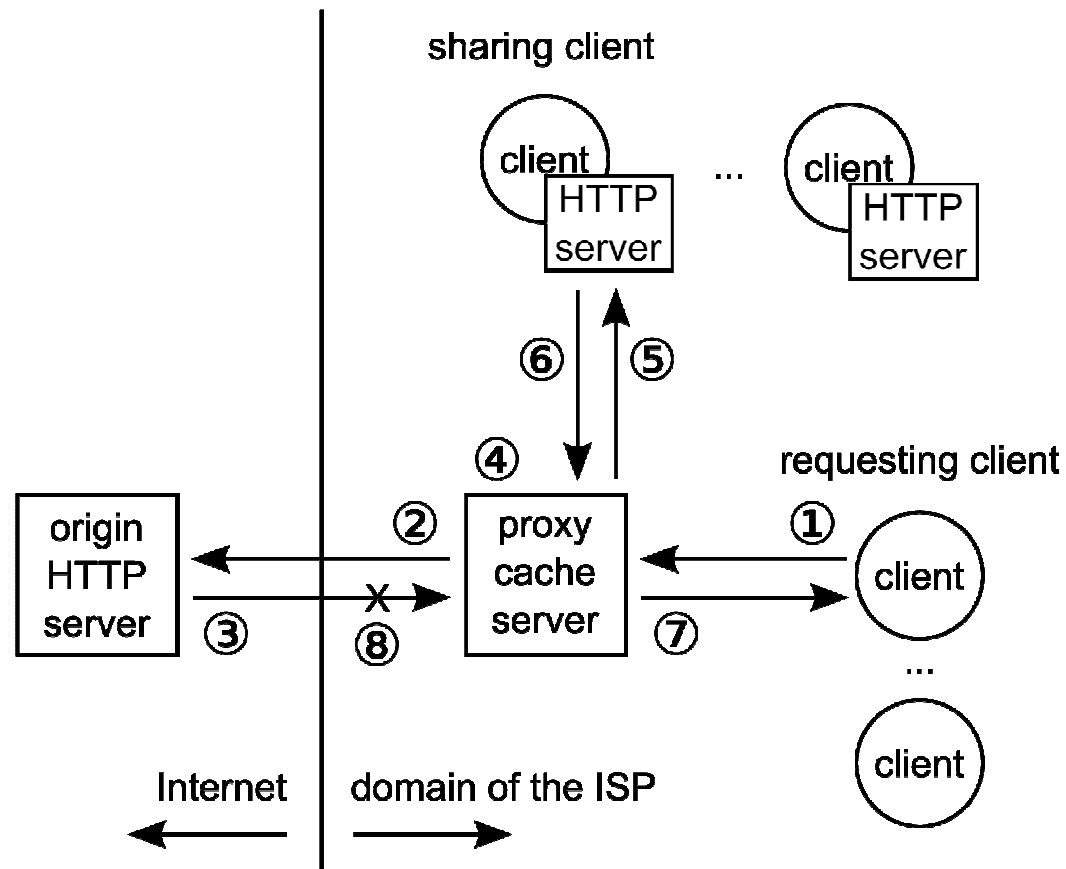 sharing client
client
HTTP
server
...
client
HTTP
server
⑥
⑤
④
requesting client
origin
HTTP
server
②
③
⑧
proxy
cache
server
①
⑦
client
...
client
x
Internet
domain of the ISP